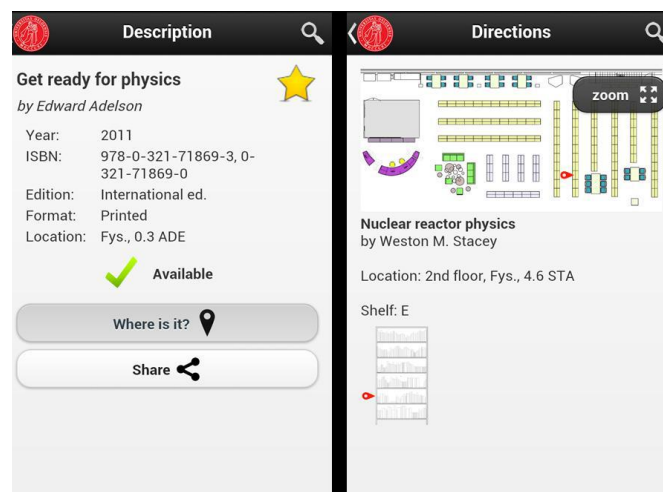 Description
Get ready for physics
by Edward Adelson
Year: 2011
ISBN: 978-0-321-71869-3, 0-
321-71869-0
Edition: International ed.
Format: Printed
Location: Fys., 0.3 ADE
Available
Where is it?
Share
Directions
zoom
Nuclear reactor physics
by Weston M. Stacey
Location: 2nd floor, Fys., 4.6 STA
Shelf: E